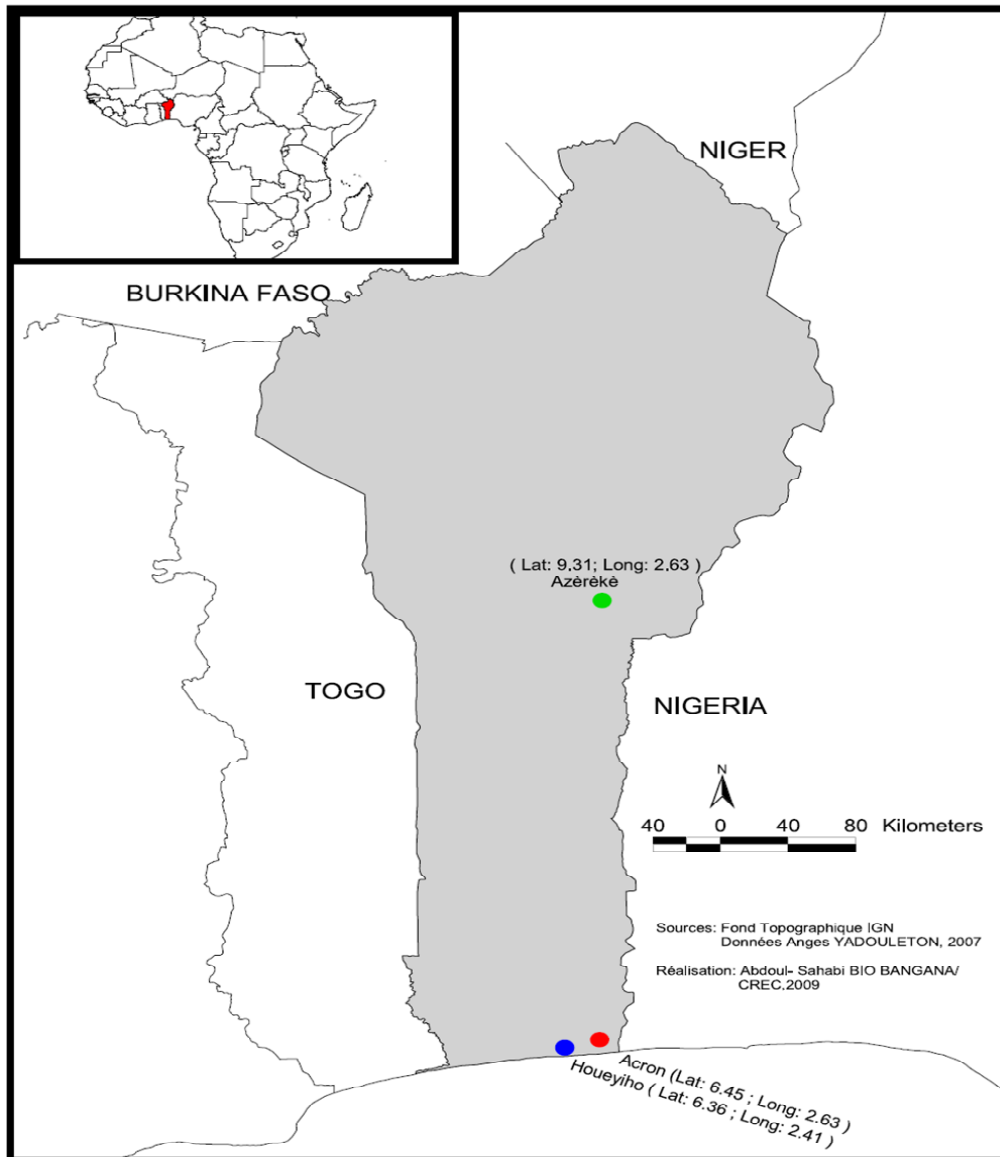 NIGER
BURKINA FASO
( Lat: 9.31; Long: 2.63 )
Azèrèkè
TOGO
NIGERIA
N
40 0 40 80 Kilometers
Sources: Fond Topographique IGN
Données Anges YADOULETON, 2007
Réalisation: Abdoul- Sahabi BIO BANGANA/
CREC,2009
Acron (Lat: 6.45 ; Long: 2.63 )
Houeyiho ( Lat: 6.36 ; Long: 2.41 )